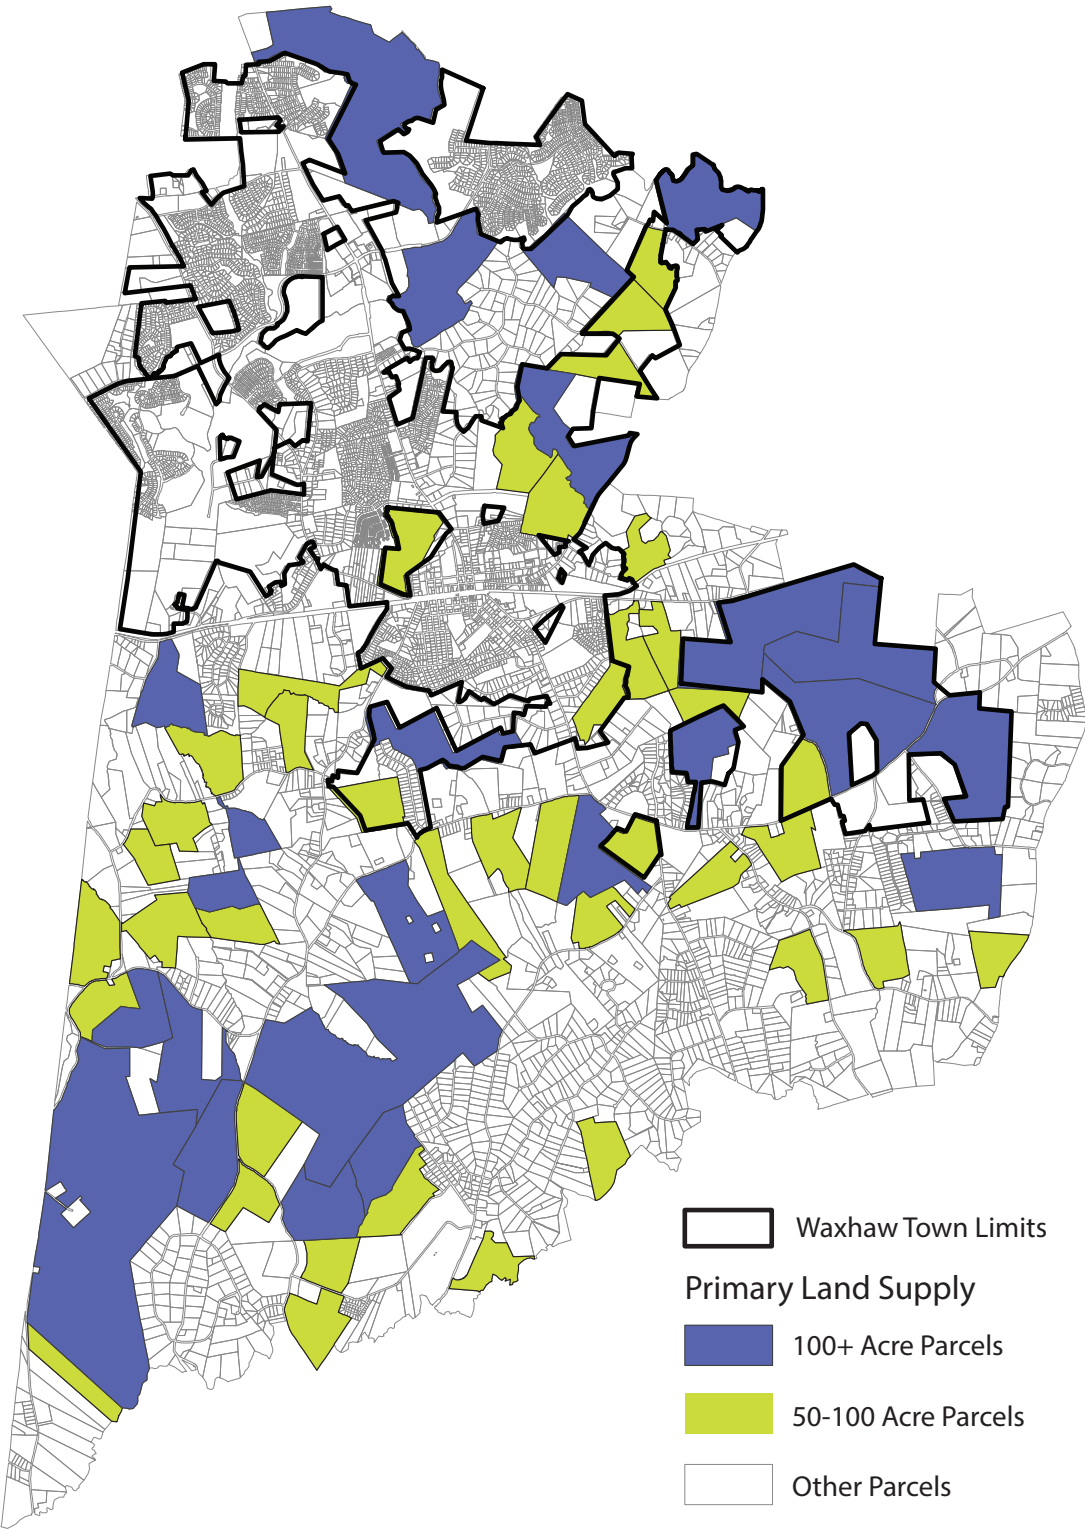 Waxhaw Town Limits
Primary Land Supply
100+ Acre Parcels
50-100 Acre Parcels
Other Parcels